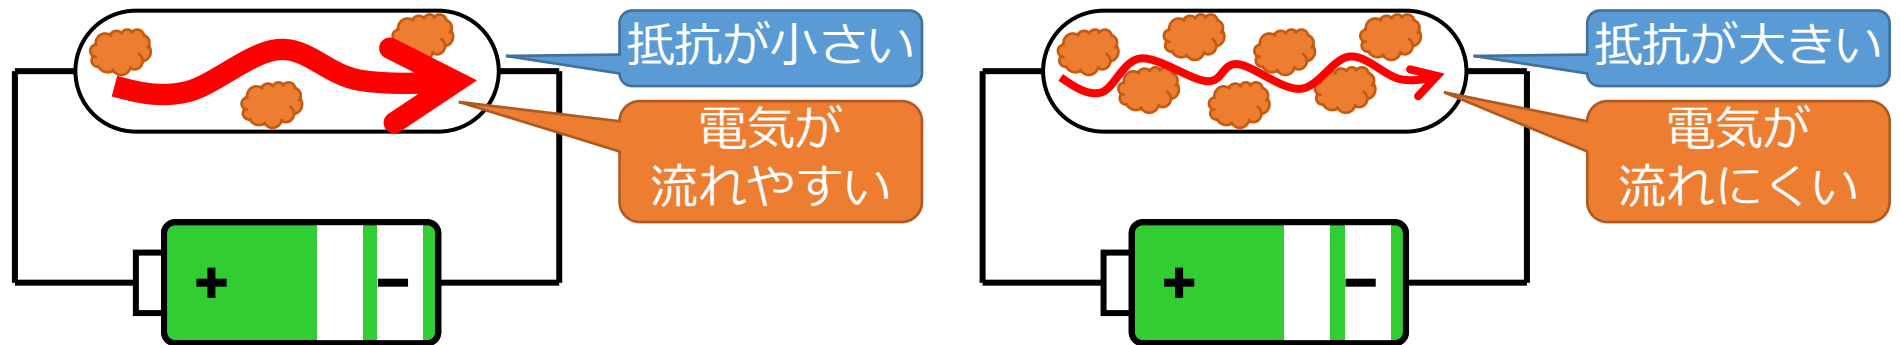 抵抗が小さい
電気が
流れやすい
+
−
抵抗が大きい
電気が
流れにくい
+
−